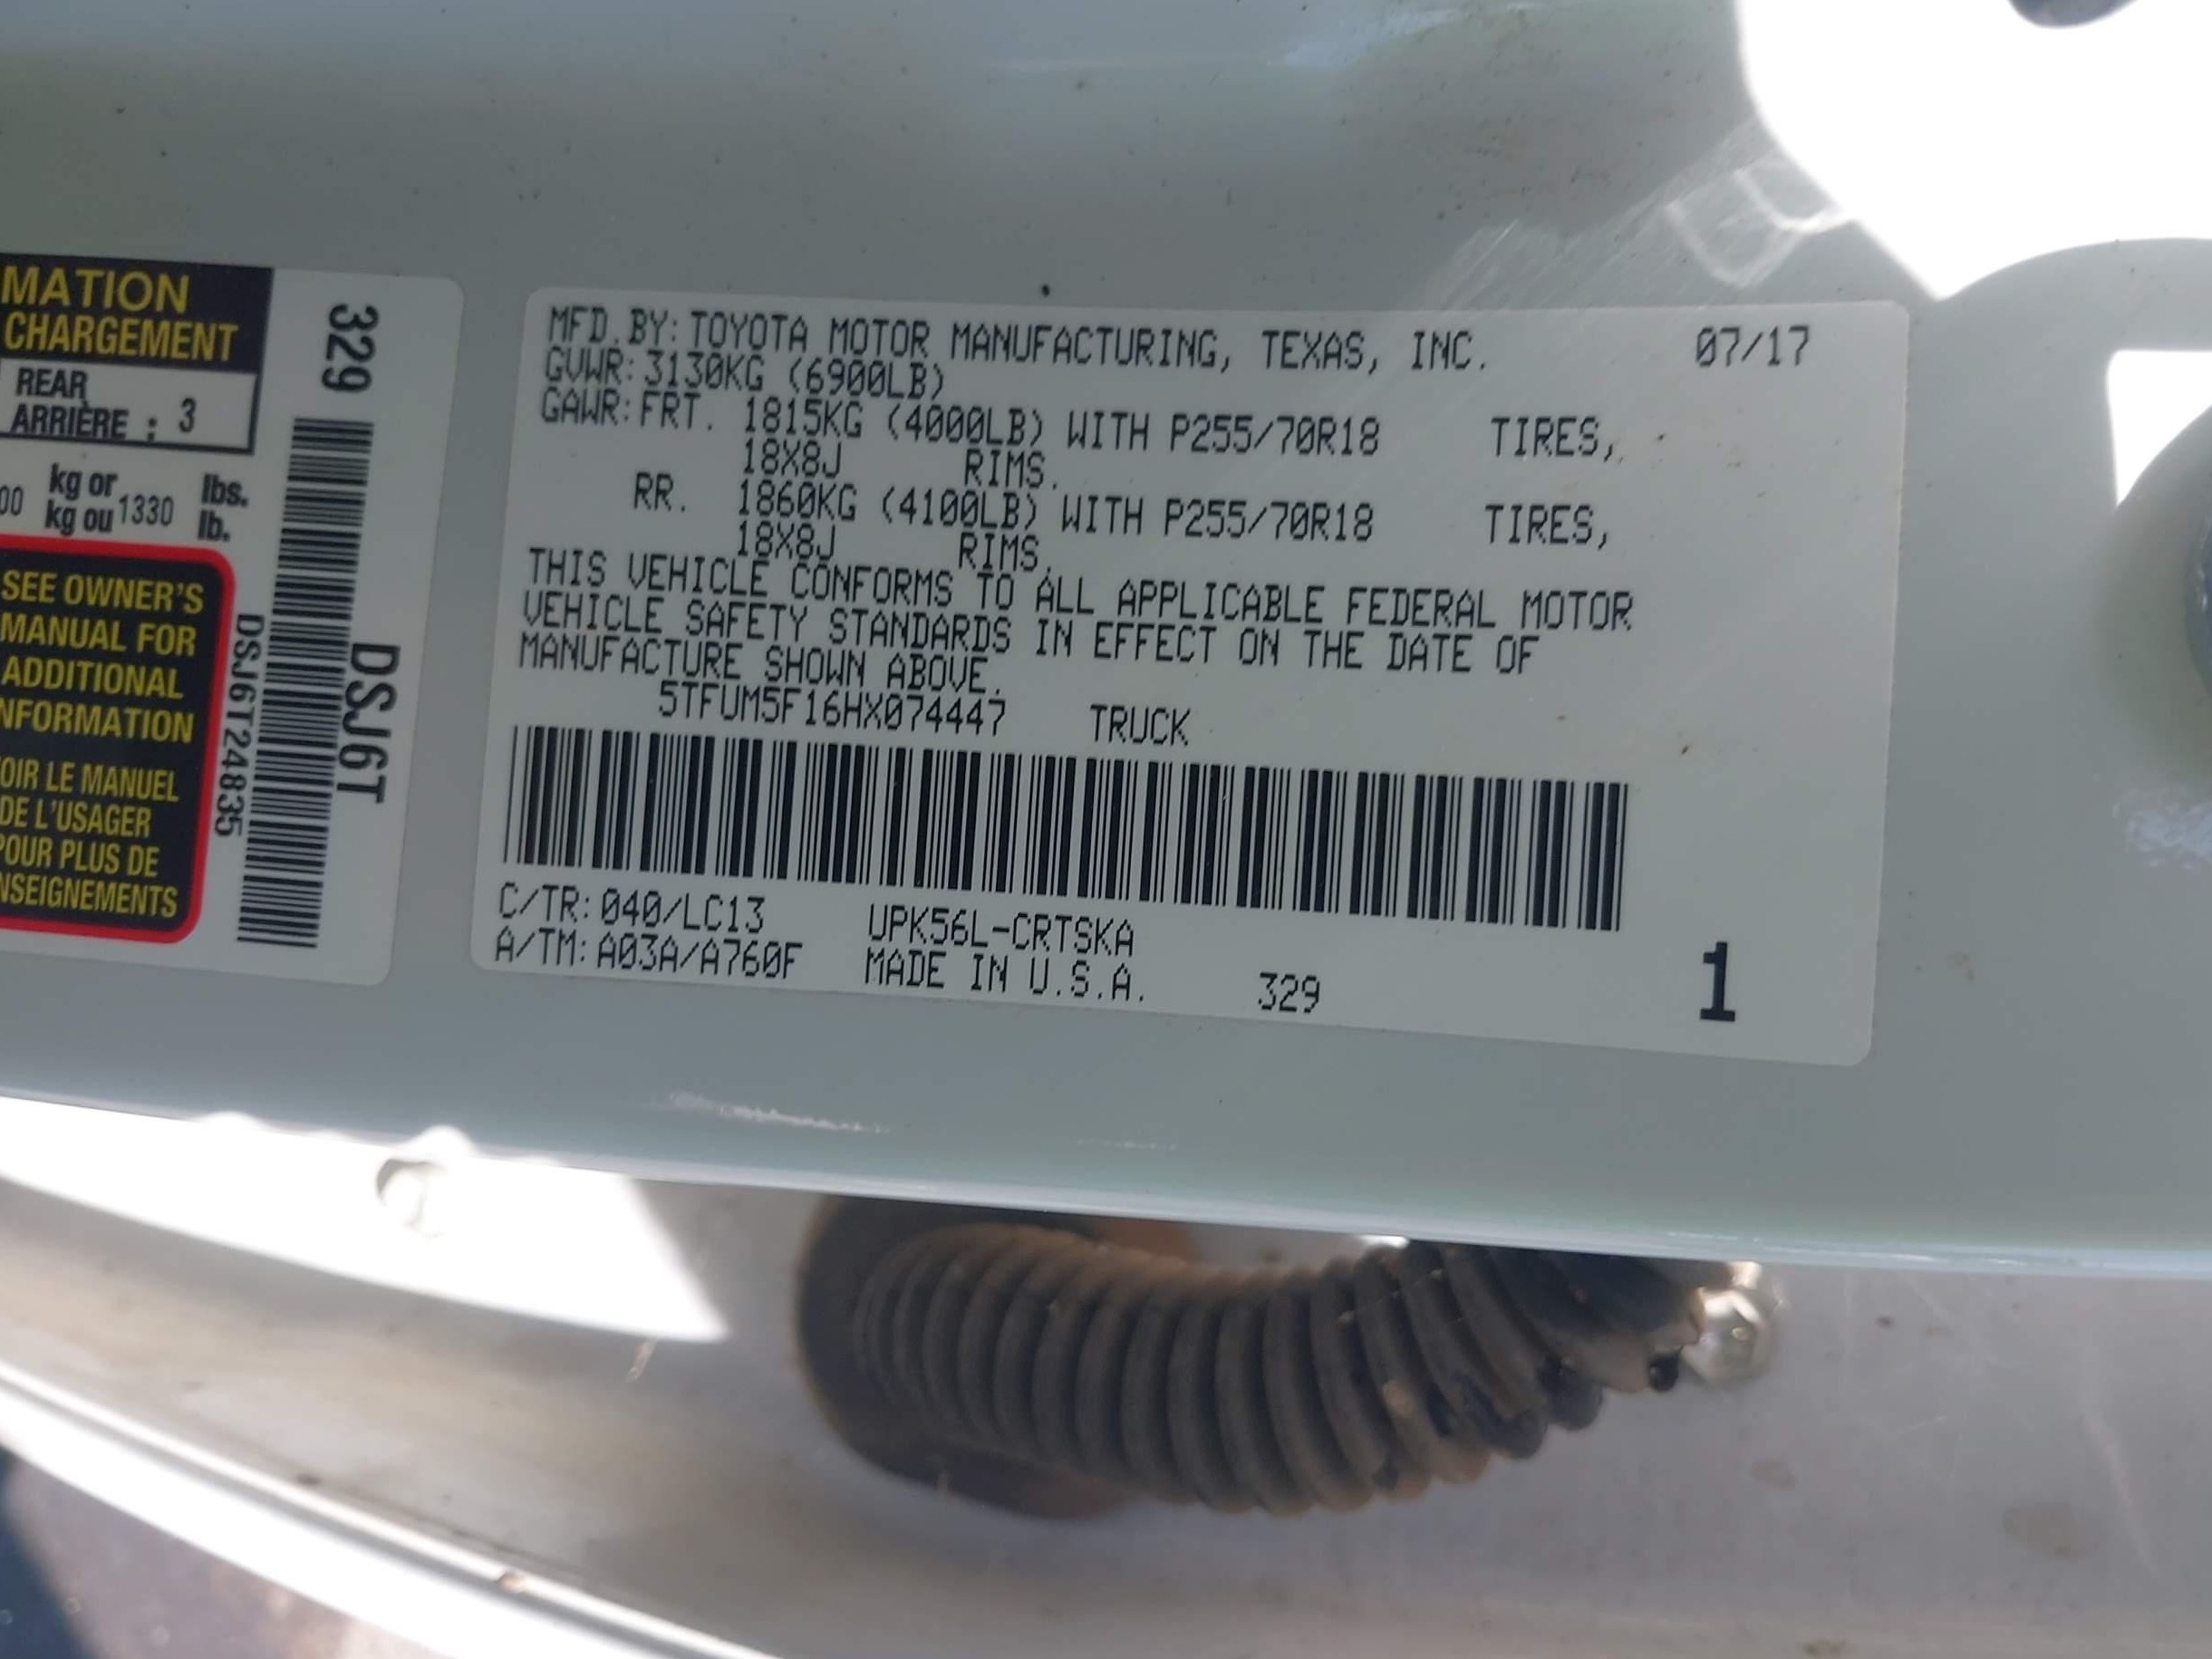 MATION
CHARGEMENT
REAR
ARRIÈRE : 3
00 kg or 1330 lbs.
kg ou lb.
SEE OWNER'S
MANUAL FOR
ADDITIONAL
NFORMATION
OIR LE MANUEL
DE L'USAGER
POUR PLUS DE
NSEIGNEMENTS
329
DSJ6T
DSJ6T24835
MFD.BY:TOYOTA MOTOR MANUFACTURING, TEXAS, INC. 07/17
GVWR:3130KG (6900LB)
GAWR:FRT. 1815KG (4000LB) WITH P255/70R18 TIRES,
18X8J RIMS.
RR. 1860KG (4100LB) WITH P255/70R18 TIRES,
18X8J RIMS.
THIS VEHICLE CONFORMS TO ALL APPLICABLE FEDERAL MOTOR
VEHICLE SAFETY STANDARDS IN EFFECT ON THE DATE OF
MANUFACTURE SHOWN ABOVE.
5TFUM5F16HX074447 TRUCK
C/TR:040/LC13 UPK56L-CRTSKA
A/TM:A03A/A760F MADE IN U.S.A. 329
1